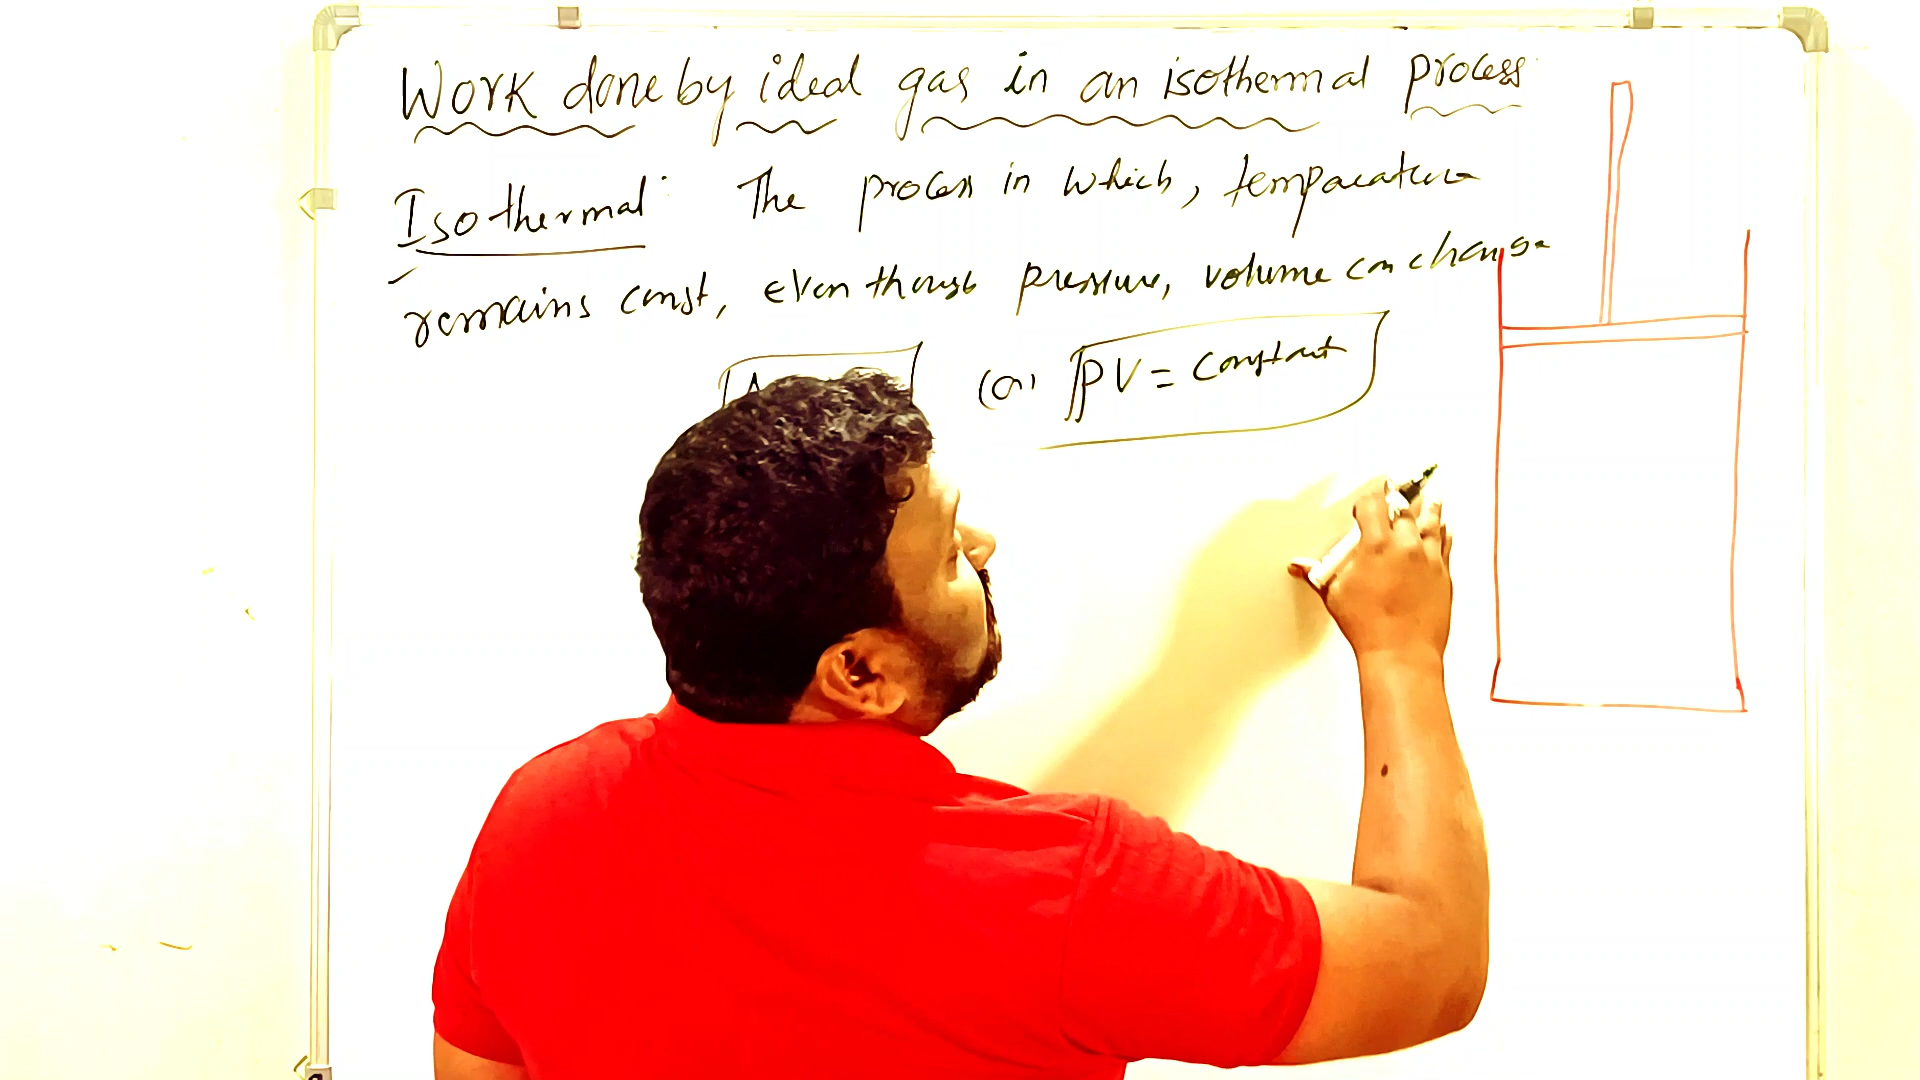 Work done by ideal gas in an isothermal process
Isothermal: The process in which, temparature
remains const, even though pressure, volume can change
(or) PV = constant